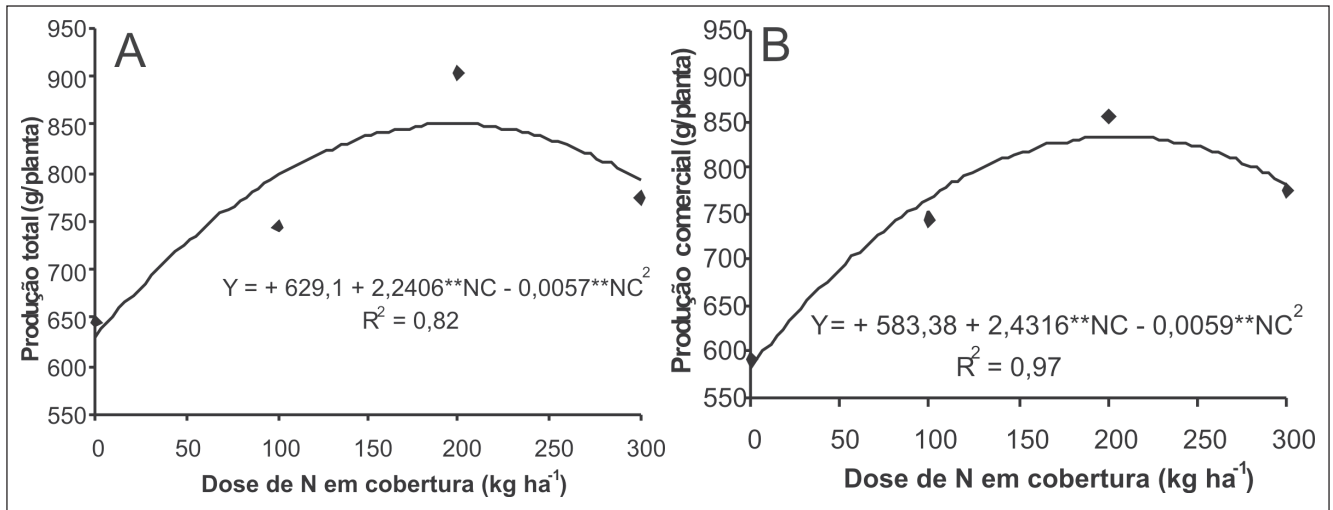 A
Produção total (g/planta)
950
900
850
800
750
700
650
600
550
Y = + 629,1 + 2,2406**NC - 0,0057**NC²
R² = 0,82
0 50 100 150 200 250 300
Dose de N em cobertura (kg ha⁻¹)
B
Produção comercial (g/planta)
950
900
850
800
750
700
650
600
550
Y= + 583,38 + 2,4316**NC - 0,0059**NC²
R² = 0,97
0 50 100 150 200 250 300
Dose de N em cobertura (kg ha⁻¹)